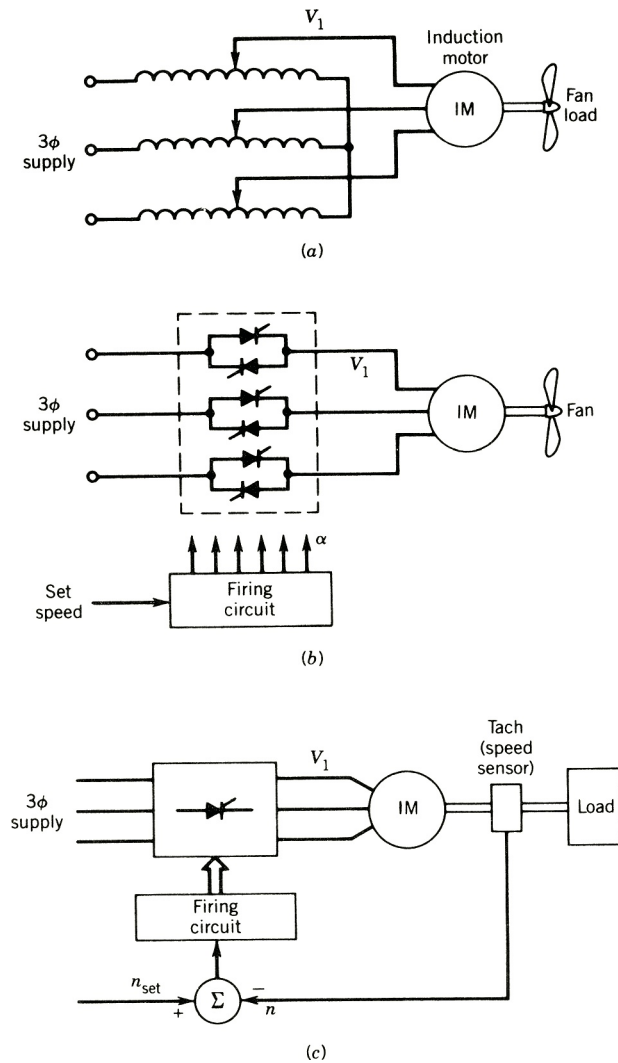 V₁
Induction
motor
IM
Fan
load
3ϕ
supply
(a)
V₁
3ϕ
supply
IM
Fan
α
Set
speed
Firing
circuit
(b)
Tach
(speed
sensor)
V₁
3ϕ
supply
IM
Load
Firing
circuit
n_set
+
Σ
−
n
(c)